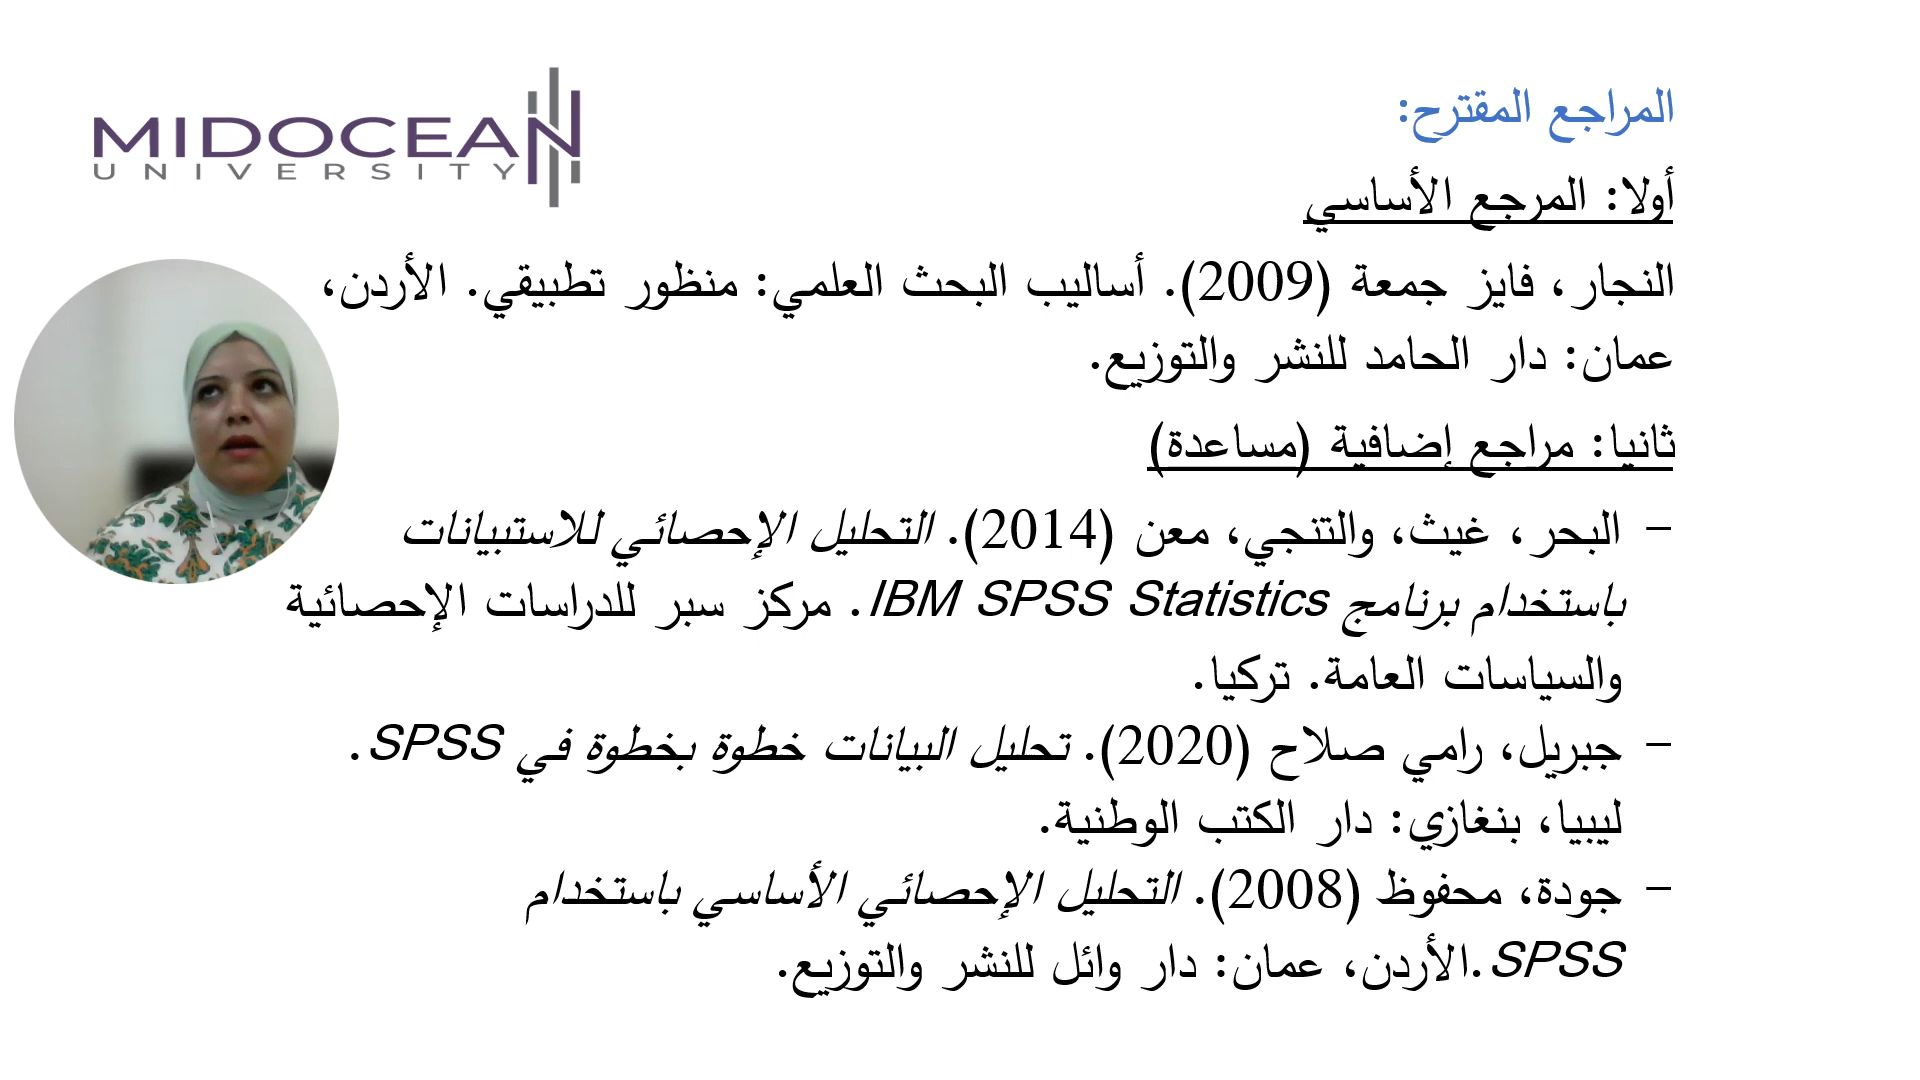 MIDOCEAN
UNIVERSITY
المراجع المقترح:
أولا: المرجع الأساسي
النجار، فايز جمعة (2009). أساليب البحث العلمي: منظور تطبيقي. الأردن،
عمان: دار الحامد للنشر والتوزيع.
ثانيا: مراجع إضافية (مساعدة)
- البحر، غيث، والتنجي، معن (2014). التحليل الإحصائي للاستبيانات
باستخدام برنامج IBM SPSS Statistics. مركز سبر للدراسات الإحصائية
والسياسات العامة. تركيا.
- جبريل، رامي صلاح (2020). تحليل البيانات خطوة بخطوة في SPSS.
ليبيا، بنغازي: دار الكتب الوطنية.
- جودة، محفوظ (2008). التحليل الإحصائي الأساسي باستخدام
SPSS.الأردن، عمان: دار وائل للنشر والتوزيع.